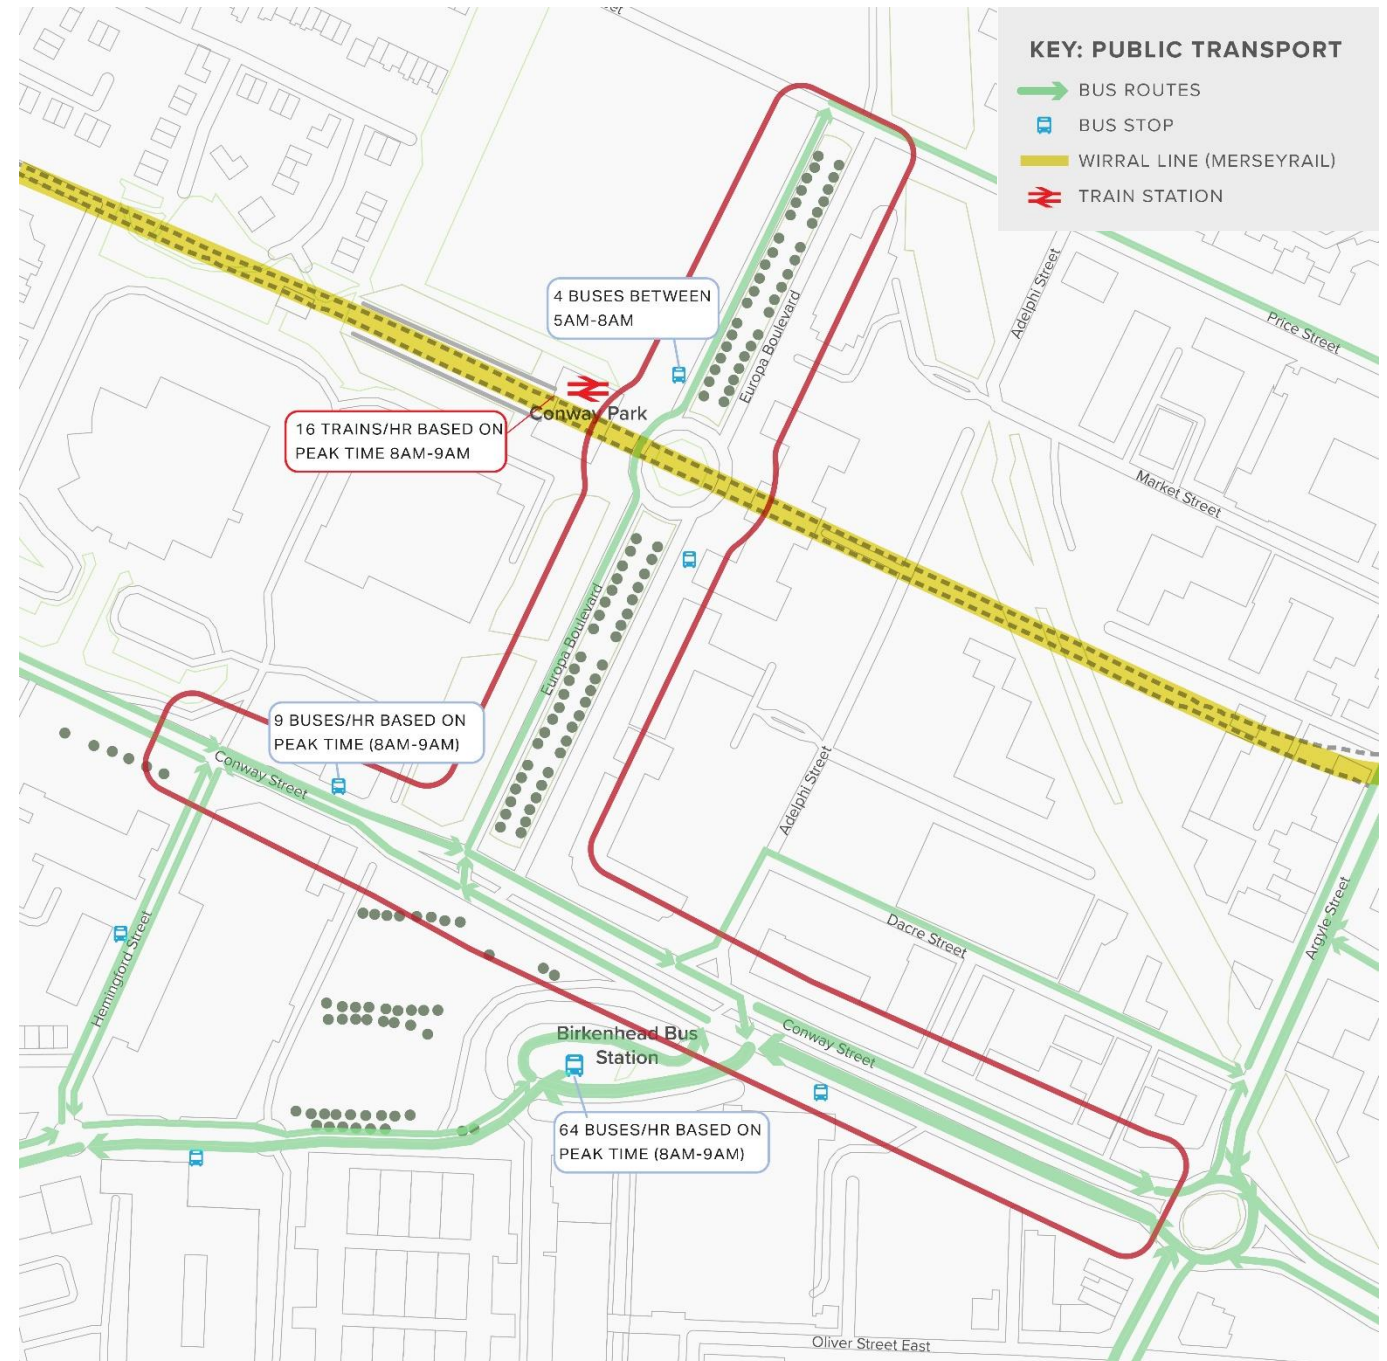 KEY: PUBLIC TRANSPORT
BUS ROUTES
BUS STOP
WIRRAL LINE (MERSEYRAIL)
TRAIN STATION
Adelphi Street
Price Street
4 BUSES BETWEEN
5AM-8AM
Europa Boulevard
Conway Park
16 TRAINS/HR BASED ON
PEAK TIME 8AM-9AM
Market Street
Europa Boulevard
9 BUSES/HR BASED ON
PEAK TIME (8AM-9AM)
Conway Street
Adelphi Street
Dacre Street
Argyle Street
Hemingford Street
Birkenhead Bus
Station
Conway Street
64 BUSES/HR BASED ON
PEAK TIME (8AM-9AM)
Oliver Street East